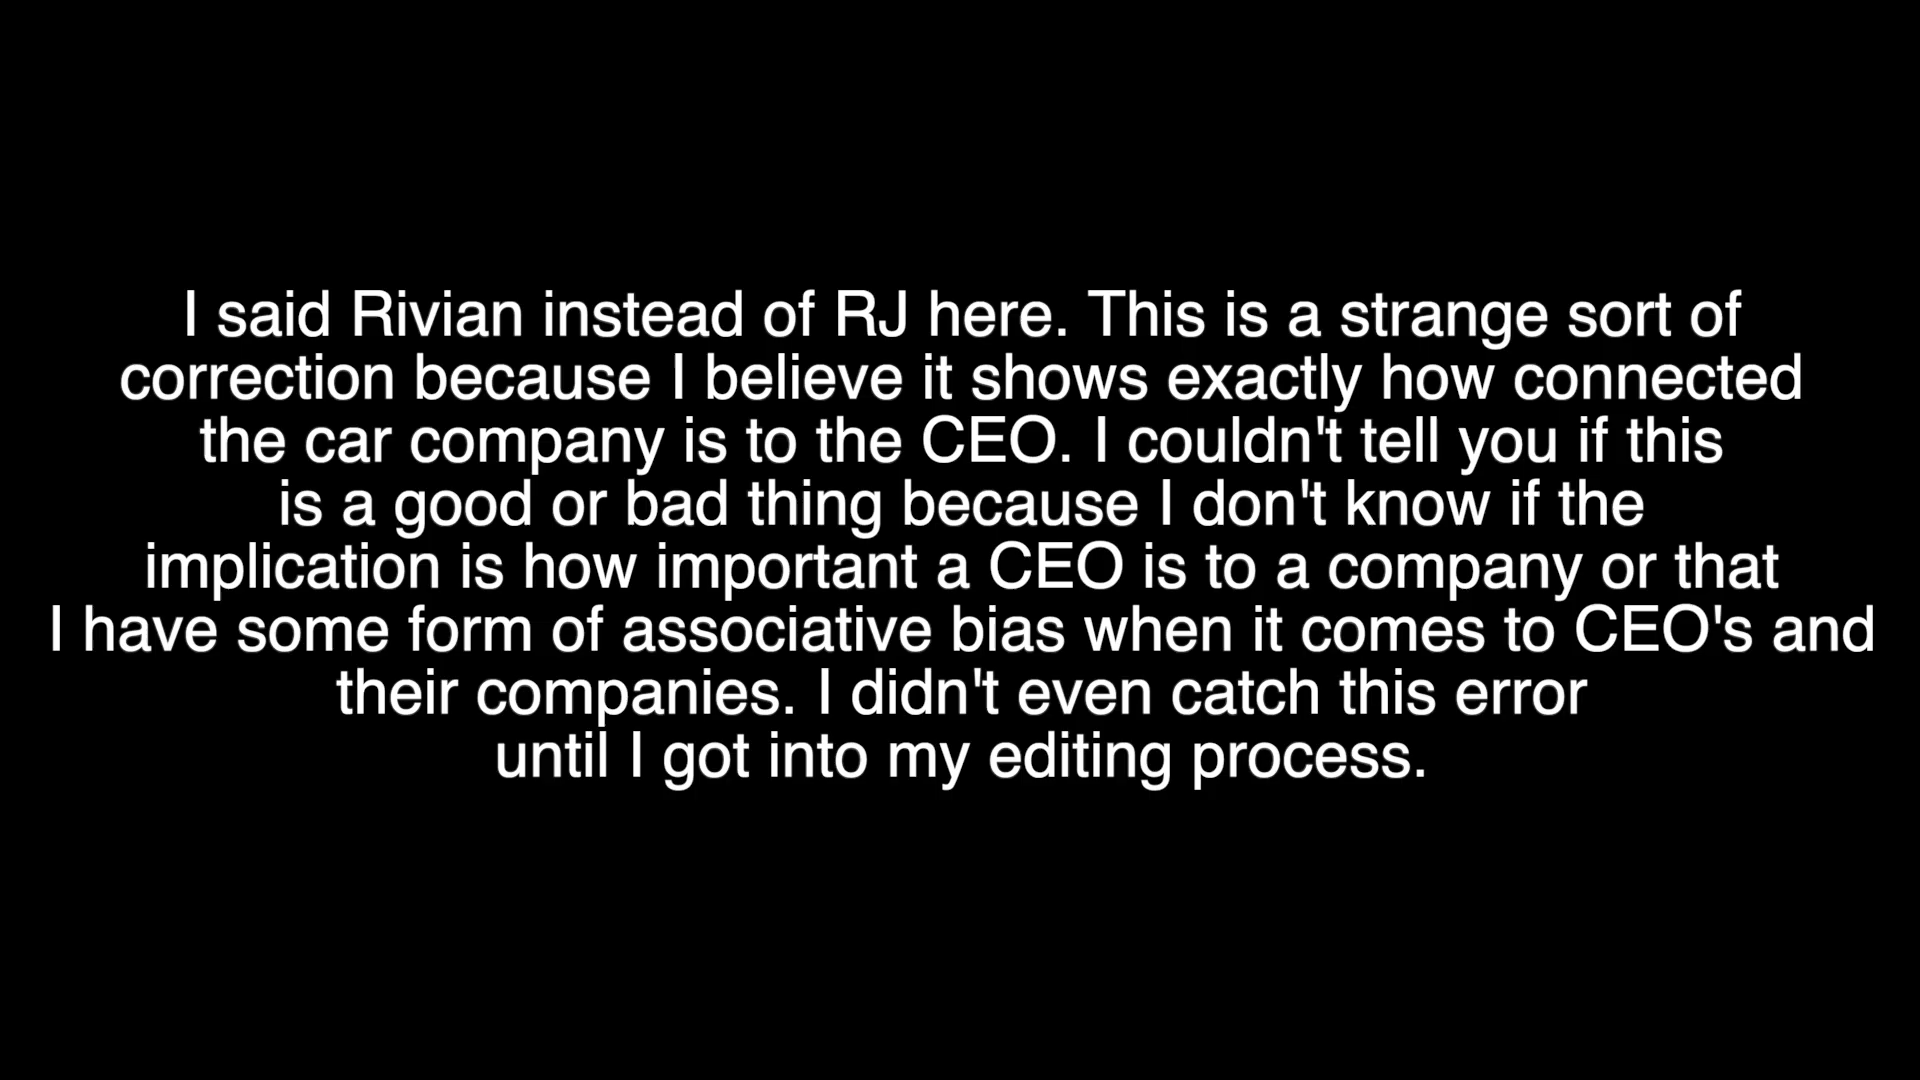 I said Rivian instead of RJ here. This is a strange sort of
correction because I believe it shows exactly how connected
the car company is to the CEO. I couldn't tell you if this
is a good or bad thing because I don't know if the
implication is how important a CEO is to a company or that
I have some form of associative bias when it comes to CEO's and
their companies. I didn't even catch this error
until I got into my editing process.